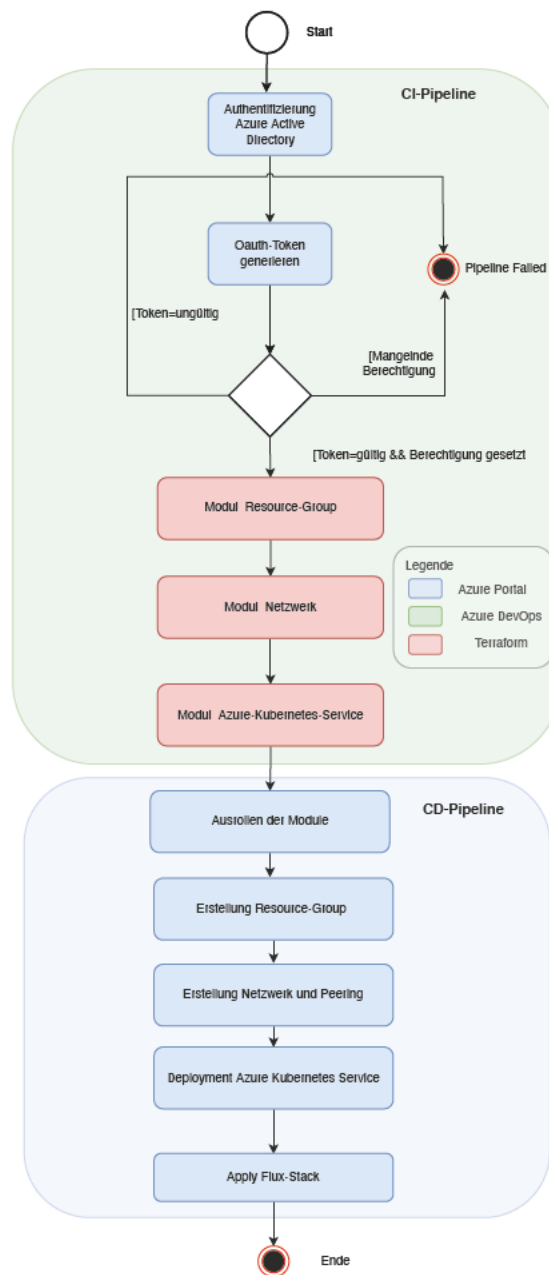 Start
CI-Pipeline
Authentifizierung
Azure Active
Directory
Oauth-Token
generieren
Pipeline Failed
[Token=ungültig
[Mangelnde
Berechtigung
[Token=gültig && Berechtigung gesetzt
Modul Resource-Group
Legende
Azure Portal
Azure DevOps
Terraform
Modul Netzwerk
Modul Azure-Kubernetes-Service
CD-Pipeline
Ausrollen der Module
Erstellung Resource-Group
Erstellung Netzwerk und Peering
Deployment Azure Kubernetes Service
Apply Flux-Stack
Ende